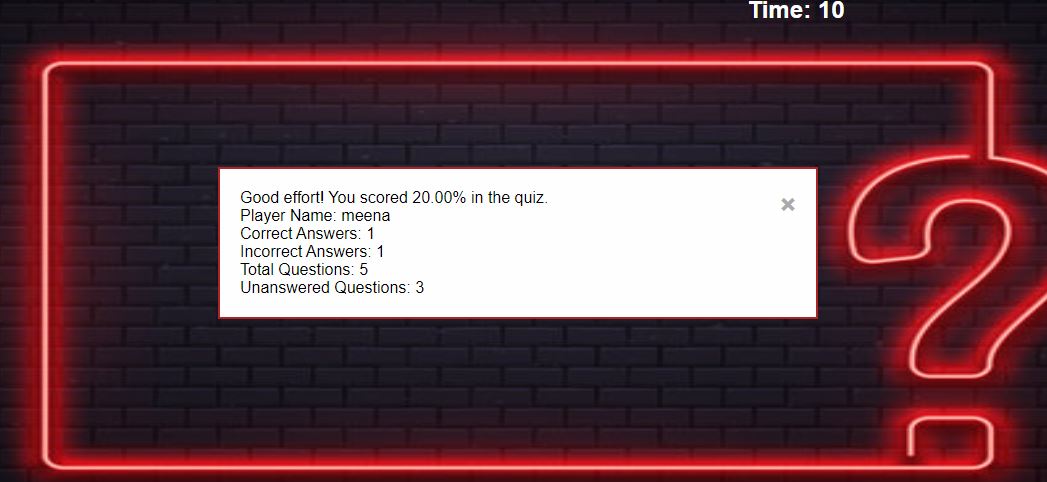 Time: 10
Good effort! You scored 20.00% in the quiz.
Player Name: meena
Correct Answers: 1
Incorrect Answers: 1
Total Questions: 5
Unanswered Questions: 3